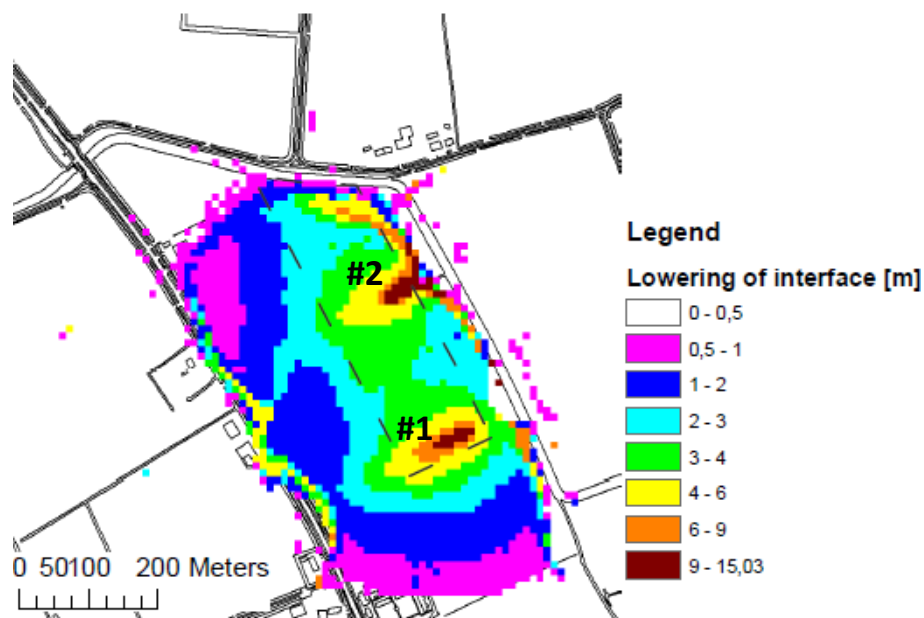 #2
#1
Legend
Lowering of interface [m]
0 - 0,5
0,5 - 1
1 - 2
2 - 3
3 - 4
4 - 6
6 - 9
9 - 15,03
0 50100 200 Meters